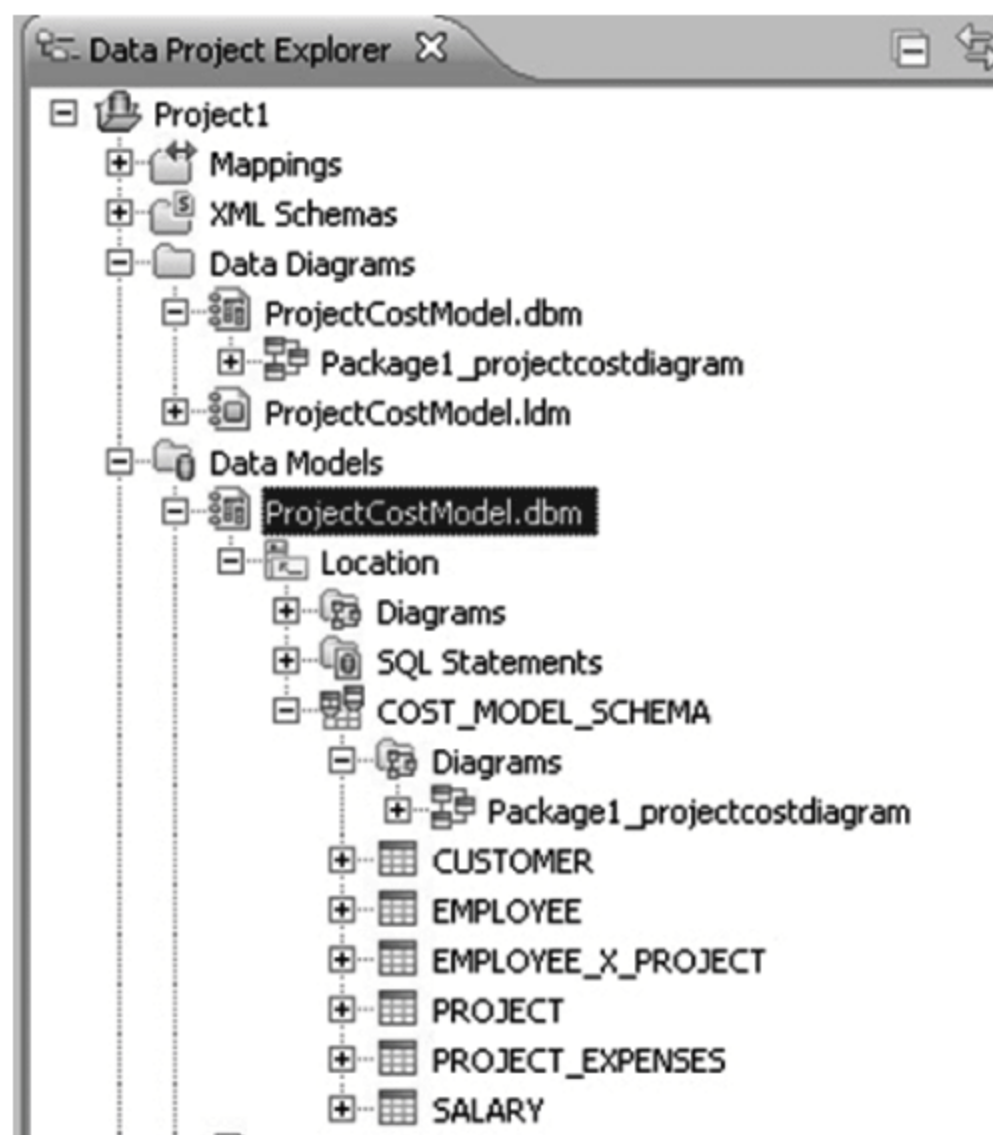 Data Project Explorer
Project1
Mappings
XML Schemas
Data Diagrams
ProjectCostModel.dbm
Package1_projectcostdiagram
ProjectCostModel.ldm
Data Models
ProjectCostModel.dbm
Location
Diagrams
SQL Statements
COST_MODEL_SCHEMA
Diagrams
Package1_projectcostdiagram
CUSTOMER
EMPLOYEE
EMPLOYEE_X_PROJECT
PROJECT
PROJECT_EXPENSES
SALARY